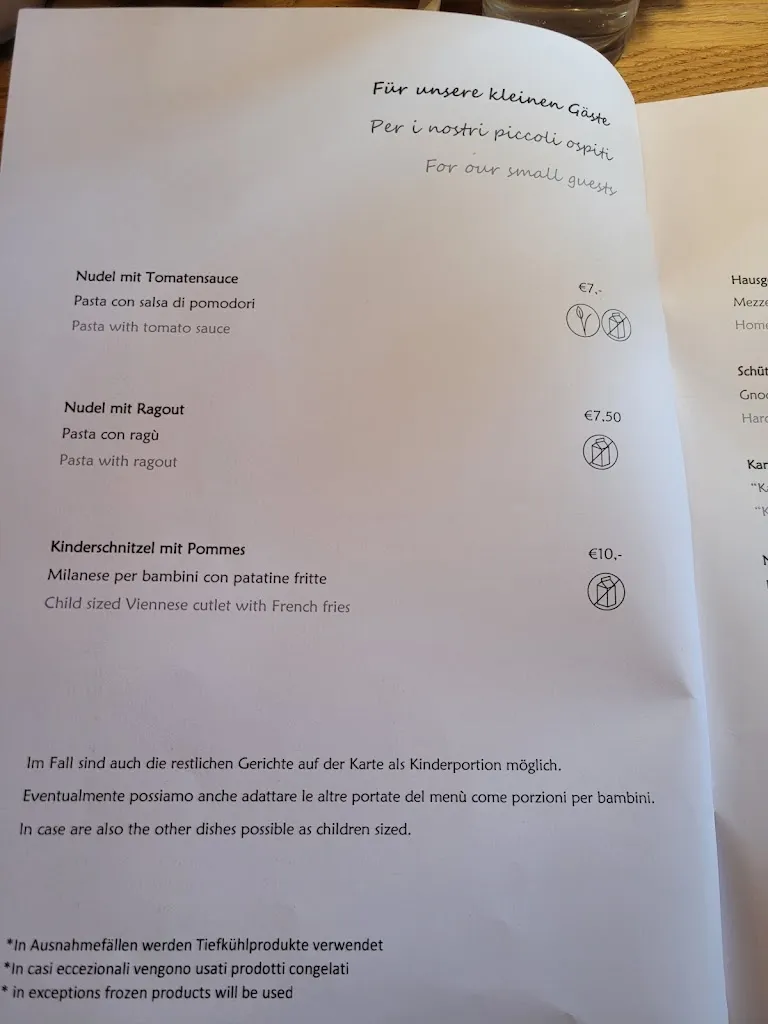 Für unsere kleinen Gäste
Per i nostri piccoli ospiti
For our small guests
Nudel mit Tomatensauce
€7,-
Pasta con salsa di pomodori
Pasta with tomato sauce
Nudel mit Ragout
€7,50
Pasta con ragù
Pasta with ragout
Kinderschnitzel mit Pommes
€10,-
Milanese per bambini con patatine fritte
Child sized Viennese cutlet with French fries
Im Fall sind auch die restlichen Gerichte auf der Karte als Kinderportion möglich.
Eventualmente possiamo anche adattare le altre portate del menù come porzioni per bambini.
In case are also the other dishes possible as children sized.
*In Ausnahmefällen werden Tiefkühlprodukte verwendet
*In casi eccezionali vengono usati prodotti congelati
* in exceptions frozen products will be used